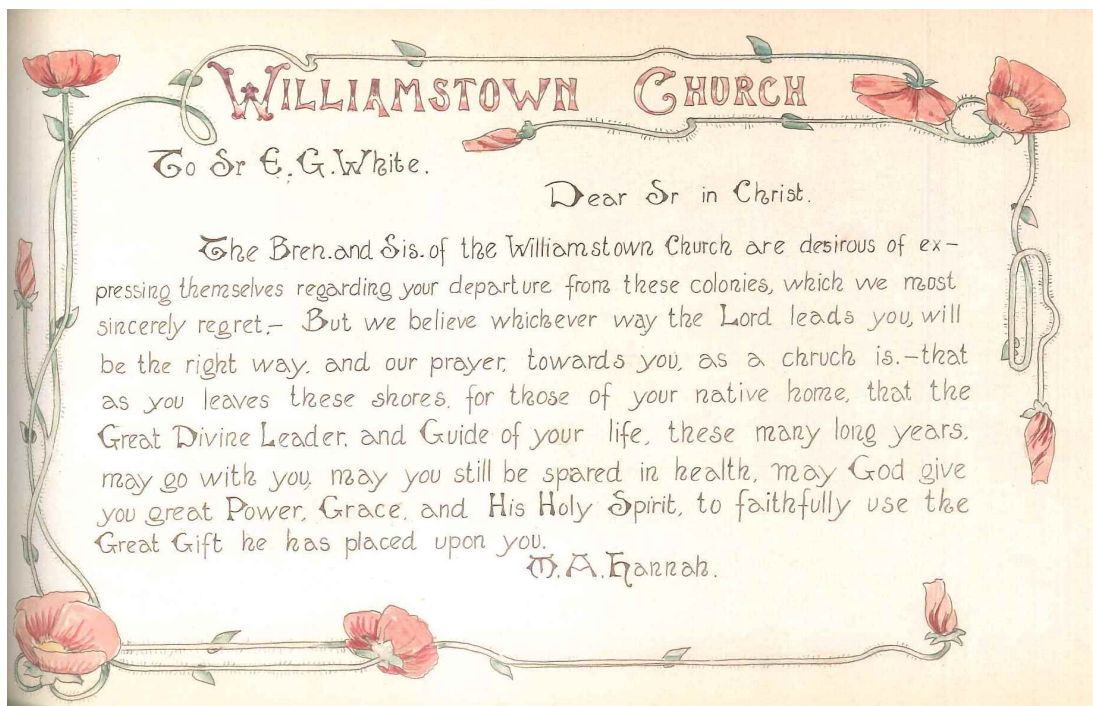 WILLIAMSTOWN CHURCH
To Sr E. G. White.
Dear Sr in Christ.
The Bren. and Sis. of the Williamstown Church are desirous of ex-
pressing themselves regarding your departure from these colonies, which we most
sincerely regret.- But we believe whichever way the Lord leads you, will
be the right way, and our prayer, towards you, as a chruch is.-that
as you leaves these shores. for those of your native home, that the
Great Divine Leader, and Guide of your life, these many long years.
may go with you, may you still be spared in health, may God give
you great Power, Grace, and His Holy Spirit, to faithfully use the
Great Gift he has placed upon you.
M. A. Hannah.